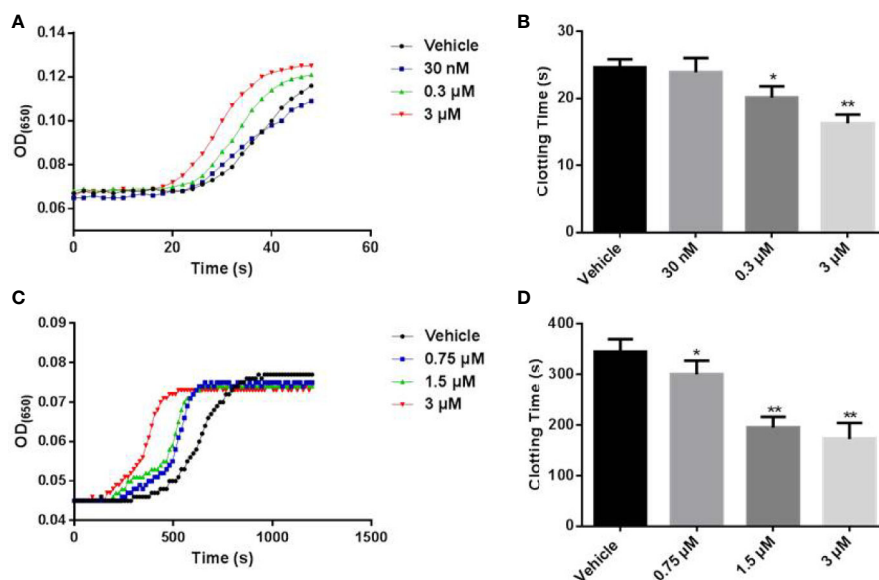 A
OD(650)
0.14
0.12
0.10
0.08
0.06
0
20
40
60
Time (s)
Vehicle
30 nM
0.3 µM
3 µM
B
Clotting Time (s)
30
20
10
0
*
**
Vehicle
30 nM
0.3 µM
3 µM
C
OD(650)
0.09
0.08
0.07
0.06
0.05
0.04
0
500
1000
1500
Time (s)
Vehicle
0.75 µM
1.5 µM
3 µM
D
Clotting Time (s)
400
300
200
100
0
*
**
**
Vehicle
0.75 µM
1.5 µM
3 µM